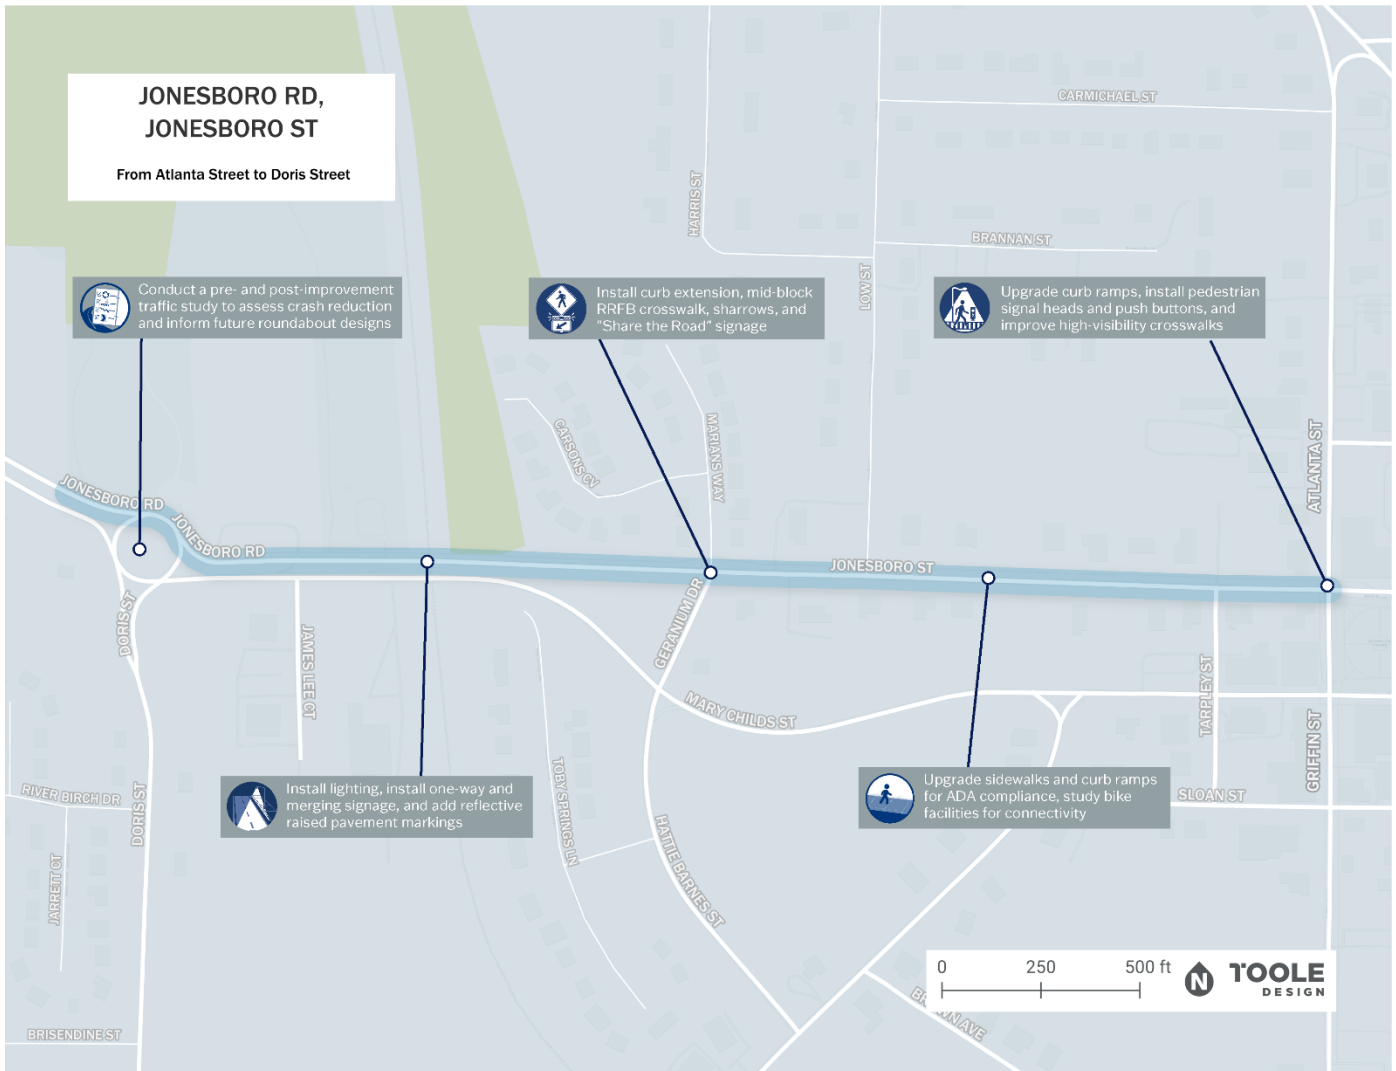 JONESBORO RD,
JONESBORO ST
From Atlanta Street to Doris Street
CARMICHAEL ST
HARRIS ST
BRANNAN ST
LOW ST
Conduct a pre- and post-improvement
traffic study to assess crash reduction
and inform future roundabout designs
Install curb extension, mid-block
RRFB crosswalk, sharrows, and
"Share the Road" signage
Upgrade curb ramps, install pedestrian
signal heads and push buttons, and
improve high-visibility crosswalks
CARSONS CV
MARIANS WAY
ATLANTA ST
JONESBORO RD
JONESBORO RD
JONESBORO ST
DORIS ST
JAMES LEE CT
GERANIUM DR
MARY CHILDS ST
TARPLEY ST
GRIFFIN ST
Install lighting, install one-way and
merging signage, and add reflective
raised pavement markings
Upgrade sidewalks and curb ramps
for ADA compliance, study bike
facilities for connectivity
SLOAN ST
RIVER BIRCH DR
DORIS ST
TOBY SPRINGS LN
HATTIE BARNES ST
JARRETT CT
BRISENDINE ST
BROWN AVE
0 250 500 ft
N
TOOLE
DESIGN